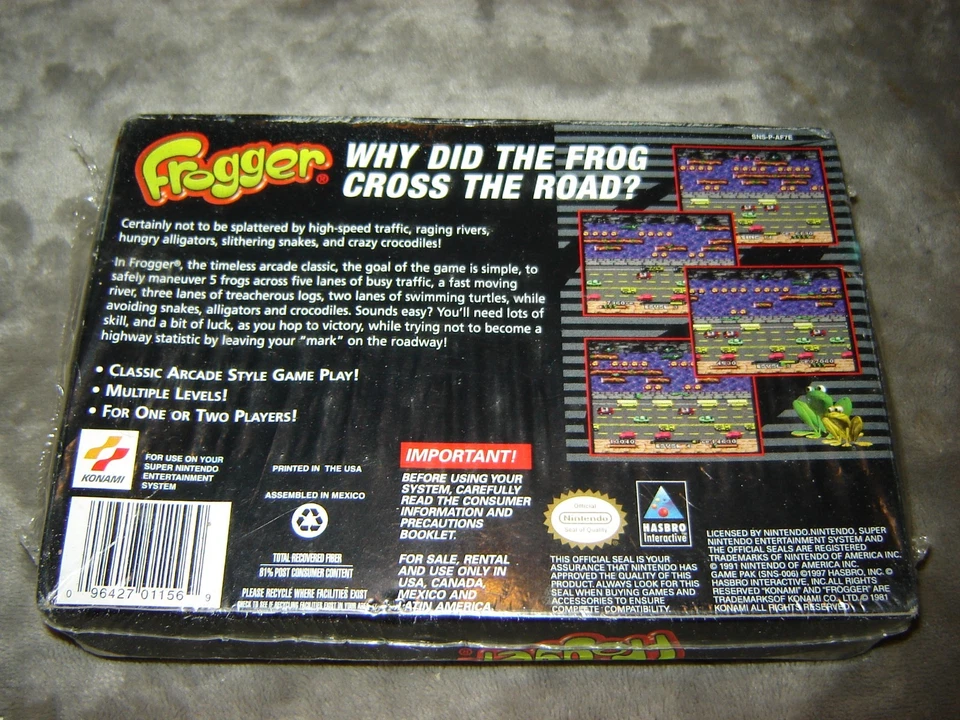 SNS-P-AF7E
Frogger®
WHY DID THE FROG
CROSS THE ROAD?
Certainly not to be splattered by high-speed traffic, raging rivers,
hungry alligators, slithering snakes, and crazy crocodiles!
In Frogger®, the timeless arcade classic, the goal of the game is simple, to
safely maneuver 5 frogs across five lanes of busy traffic, a fast moving
river, three lanes of treacherous logs, two lanes of swimming turtles, while
avoiding snakes, alligators and crocodiles. Sounds easy? You'll need lots of
skill, and a bit of luck, as you hop to victory, while trying not to become a
highway statistic by leaving your "mark" on the roadway!
• CLASSIC ARCADE STYLE GAME PLAY!
• MULTIPLE LEVELS!
• FOR ONE OR TWO PLAYERS!
KONAMI
FOR USE ON YOUR
SUPER NINTENDO
ENTERTAINMENT
SYSTEM
0 96427 01156 9
PRINTED IN THE USA
ASSEMBLED IN MEXICO
TOTAL RECOVERED FIBER
81% POST CONSUMER CONTENT
PLEASE RECYCLE WHERE FACILITIES EXIST
CHECK TO SEE IF RECYCLING FACILITIES EXIST IN YOUR AREA
IMPORTANT!
BEFORE USING YOUR
SYSTEM, CAREFULLY
READ THE CONSUMER
INFORMATION AND
PRECAUTIONS
BOOKLET.
FOR SALE, RENTAL
AND USE ONLY IN
USA, CANADA,
MEXICO AND
LATIN AMERICA.
Official
Nintendo
Seal of Quality
THIS OFFICIAL SEAL IS YOUR
ASSURANCE THAT NINTENDO HAS
APPROVED THE QUALITY OF THIS
PRODUCT. ALWAYS LOOK FOR THIS
SEAL WHEN BUYING GAMES AND
ACCESSORIES TO ENSURE
COMPLETE COMPATIBILITY.
HASBRO
Interactive
LICENSED BY NINTENDO.NINTENDO, SUPER
NINTENDO ENTERTAINMENT SYSTEM AND
THE OFFICIAL SEALS ARE REGISTERED
TRADEMARKS OF NINTENDO OF AMERICA INC.
© 1991 NINTENDO OF AMERICA INC.
GAME PAK (SNS-006) ©1997 HASBRO, INC. ©
HASBRO INTERACTIVE, INC.ALL RIGHTS
RESERVED "KONAMI" AND "FROGGER" ARE
TRADEMARKSOF KONAMI CO., LTD. © 1981
KONAMI ALL RIGHTS RESERVED
Frogger®